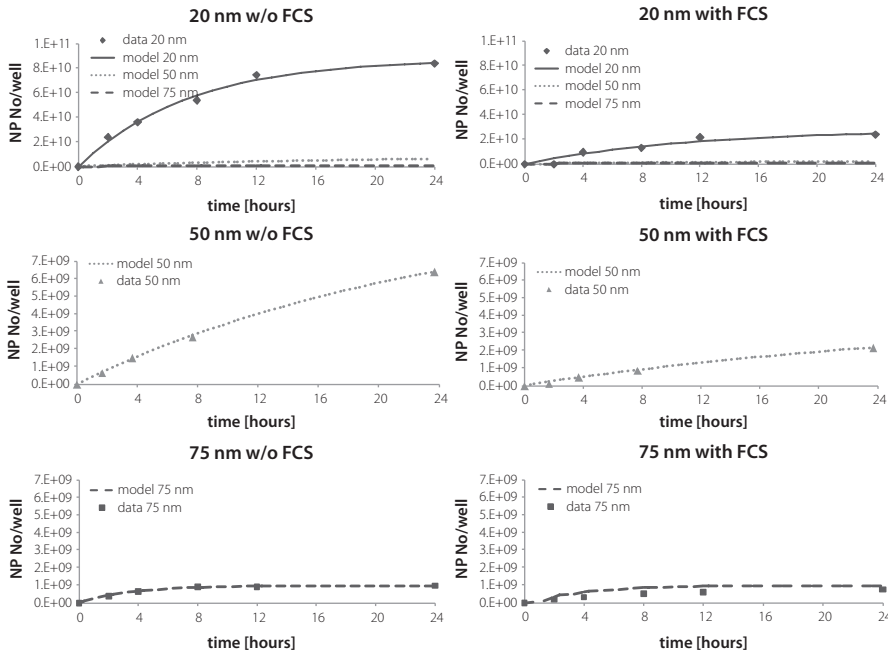 20 nm w/o FCS
NP No/well
1.E+11
8.E+10
6.E+10
4.E+10
2.E+10
0.E+00
data 20 nm
model 20 nm
model 50 nm
model 75 nm
0 4 8 12 16 20 24
time [hours]
20 nm with FCS
NP No/well
1.E+11
8.E+10
6.E+10
4.E+10
2.E+10
0.E+00
data 20 nm
model 20 nm
model 50 nm
model 75 nm
0 4 8 12 16 20 24
time [hours]
50 nm w/o FCS
NP No/well
7.E+09
6.E+09
5.E+09
4.E+09
3.E+09
2.E+09
1.E+09
0.E+00
model 50 nm
data 50 nm
0 4 8 12 16 20 24
time [hours]
50 nm with FCS
NP No/well
7.E+09
6.E+09
5.E+09
4.E+09
3.E+09
2.E+09
1.E+09
0.E+00
model 50 nm
data 50 nm
0 4 8 12 16 20 24
time [hours]
75 nm w/o FCS
NP No/well
7.E+09
6.E+09
5.E+09
4.E+09
3.E+09
2.E+09
1.E+09
0.E+00
model 75 nm
data 75 nm
0 4 8 12 16 20 24
time [hours]
75 nm with FCS
NP No/well
7.E+09
6.E+09
5.E+09
4.E+09
3.E+09
2.E+09
1.E+09
0.E+00
model 75 nm
data 75 nm
0 4 8 12 16 20 24
time [hours]